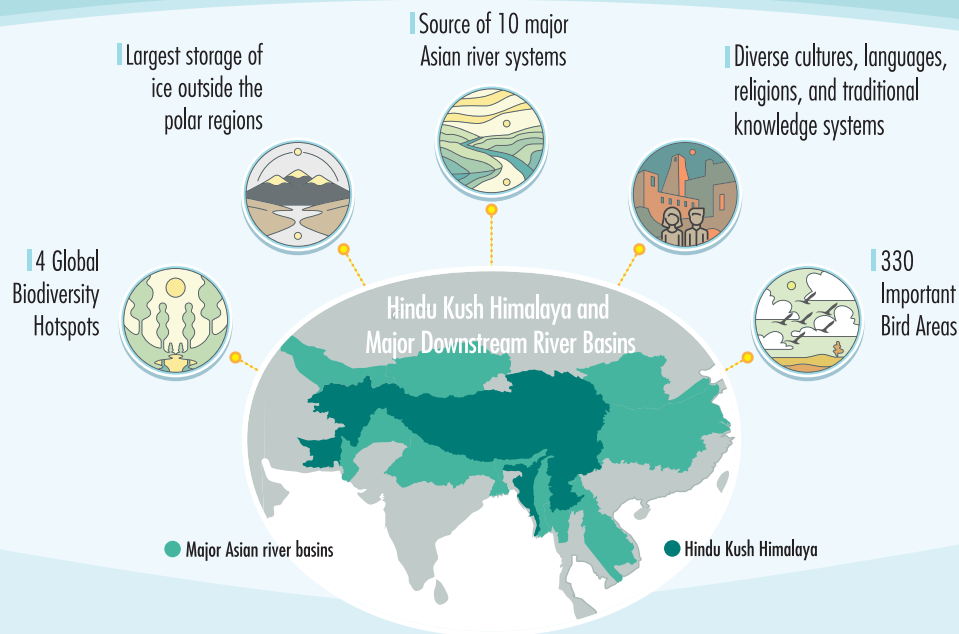 Source of 10 major
Asian river systems
Largest storage of
ice outside the
polar regions
Diverse cultures, languages,
religions, and traditional
knowledge systems
4 Global
Biodiversity
Hotspots
330
Important
Bird Areas
Hindu Kush Himalaya and
Major Downstream River Basins
Major Asian river basins
Hindu Kush Himalaya